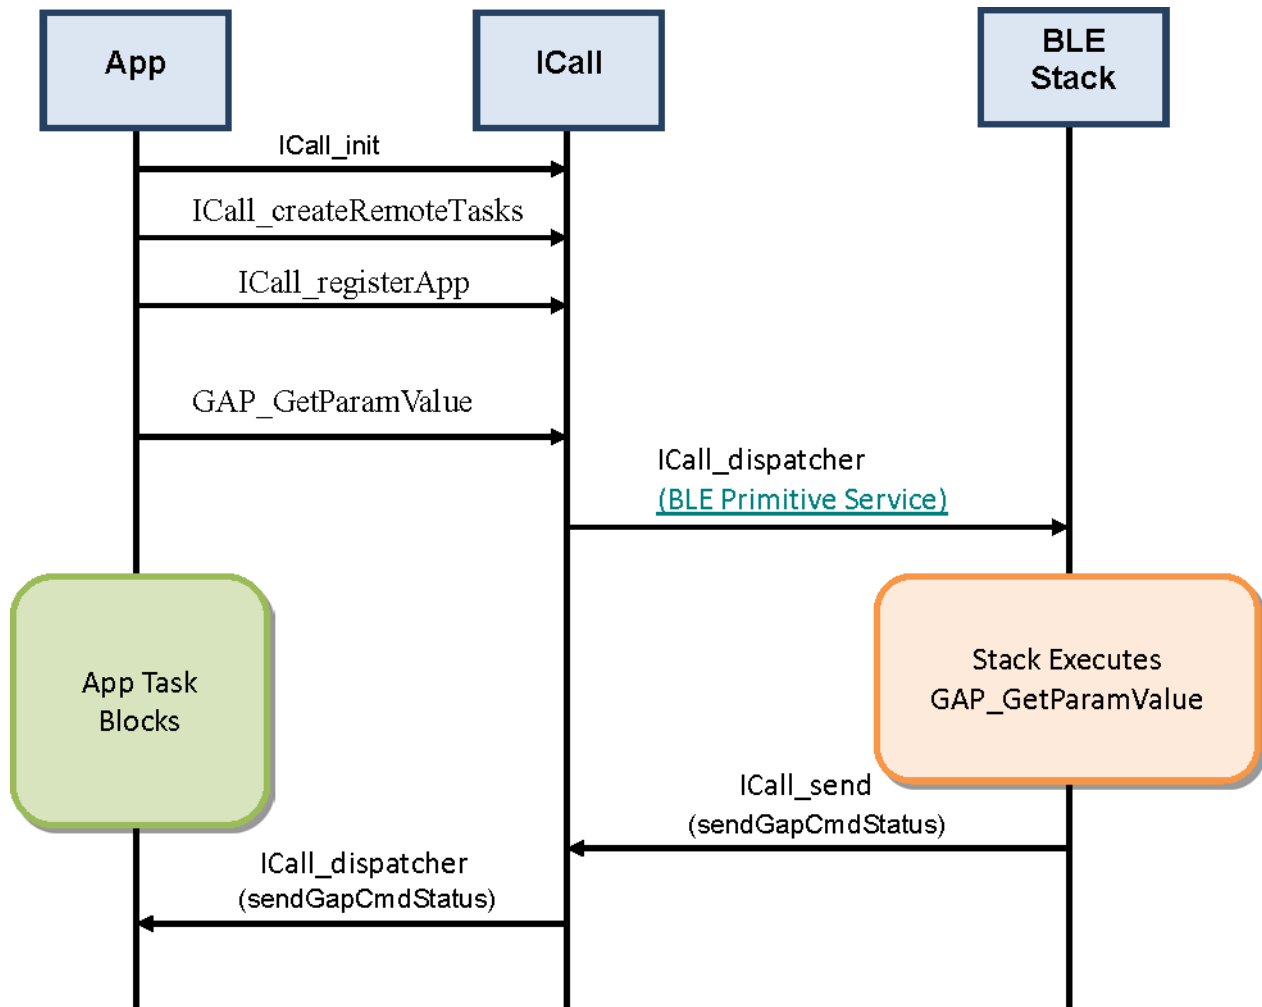 App
ICall
BLE
Stack
ICall_init
ICall_createRemoteTasks
ICall_registerApp
GAP_GetParamValue
ICall_dispatcher
(BLE Primitive Service)
App Task
Blocks
Stack Executes
GAP_GetParamValue
ICall_send
(sendGapCmdStatus)
ICall_dispatcher
(sendGapCmdStatus)